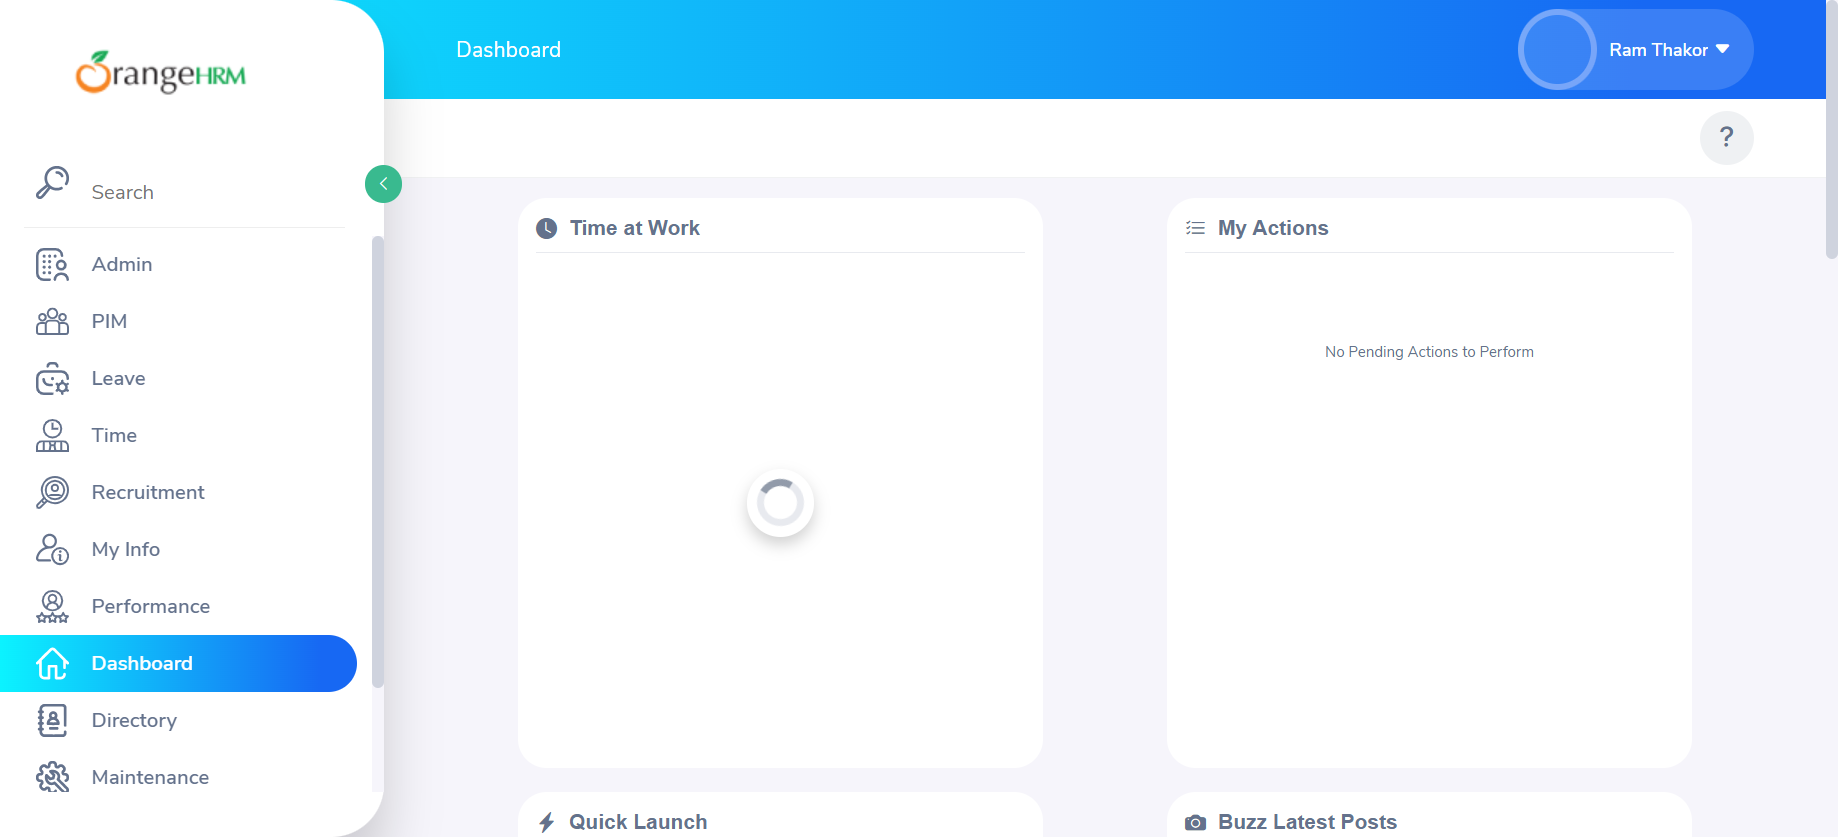 OrangeHRM
Dashboard
Ram Thakor
?
Search
Admin
PIM
Leave
Time
Recruitment
My Info
Performance
Dashboard
Directory
Maintenance
Time at Work
My Actions
No Pending Actions to Perform
Quick Launch
Buzz Latest Posts